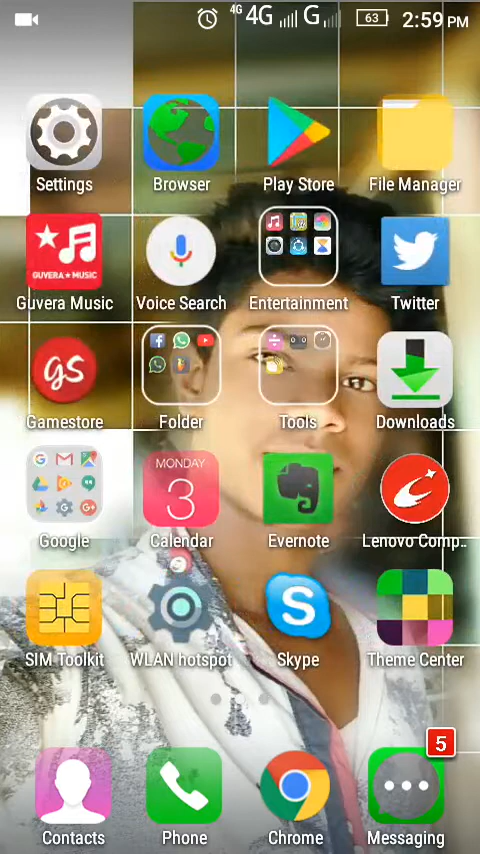 4G 4G G 63 2:59 PM
Settings Browser Play Store File Manager
GUVERA★MUSIC
Guvera Music Voice Search Entertainment Twitter
gs
Gamestore Folder Tools Downloads
MONDAY
3
Google Calendar Evernote Lenovo Comp..
S
SIM Toolkit WLAN hotspot Skype Theme Center
5
Contacts Phone Chrome Messaging